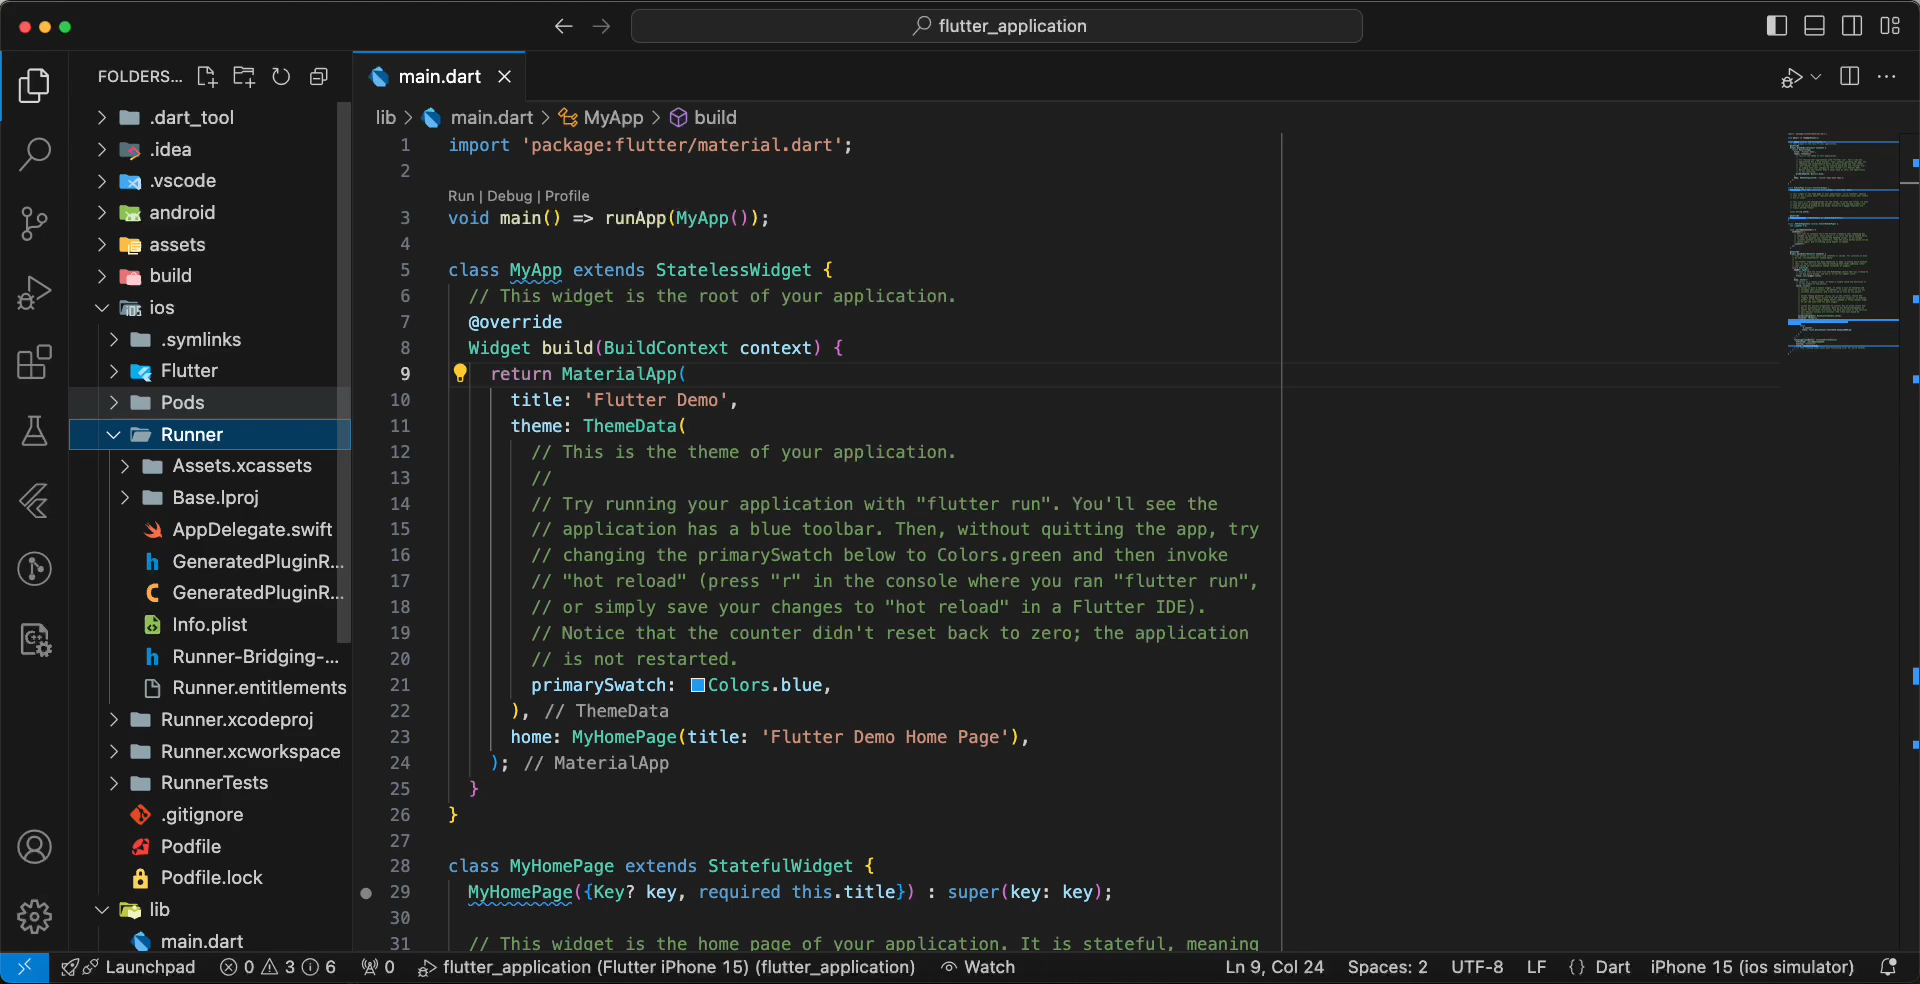 flutter_application
FOLDERS...
.dart_tool
.idea
.vscode
android
assets
build
ios
.symlinks
Flutter
Pods
Runner
Assets.xcassets
Base.lproj
AppDelegate.swift
GeneratedPluginR...
GeneratedPluginR...
Info.plist
Runner-Bridging-...
Runner.entitlements
Runner.xcodeproj
Runner.xcworkspace
RunnerTests
.gitignore
Podfile
Podfile.lock
lib
main.dart
main.dart
lib > main.dart > MyApp > build
1 import 'package:flutter/material.dart';
2
Run | Debug | Profile
3 void main() => runApp(MyApp());
4
5 class MyApp extends StatelessWidget {
6 // This widget is the root of your application.
7 @override
8 Widget build(BuildContext context) {
9 return MaterialApp(
10 title: 'Flutter Demo',
11 theme: ThemeData(
12 // This is the theme of your application.
13 //
14 // Try running your application with "flutter run". You'll see the
15 // application has a blue toolbar. Then, without quitting the app, try
16 // changing the primarySwatch below to Colors.green and then invoke
17 // "hot reload" (press "r" in the console where you ran "flutter run",
18 // or simply save your changes to "hot reload" in a Flutter IDE).
19 // Notice that the counter didn't reset back to zero; the application
20 // is not restarted.
21 primarySwatch: Colors.blue,
22 ), // ThemeData
23 home: MyHomePage(title: 'Flutter Demo Home Page'),
24 ); // MaterialApp
25 }
26 }
27
28 class MyHomePage extends StatefulWidget {
29 MyHomePage({Key? key, required this.title}) : super(key: key);
30
31 // This widget is the home page of your application. It is stateful, meaning
Launchpad 0 3 6 0 flutter_application (Flutter iPhone 15) (flutter_application) Watch Ln 9, Col 24 Spaces: 2 UTF-8 LF {} Dart iPhone 15 (ios simulator)